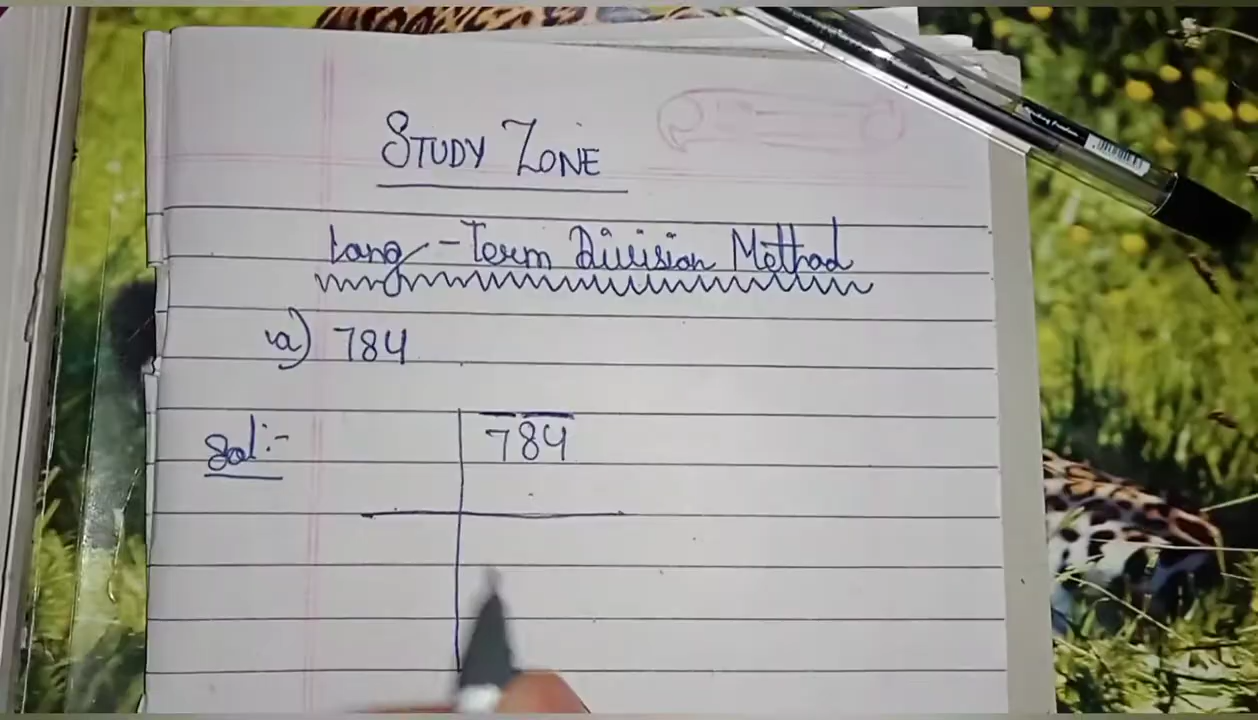 STUDY ZONE
Long-Term Division Method
a) 784
Sol:-
784